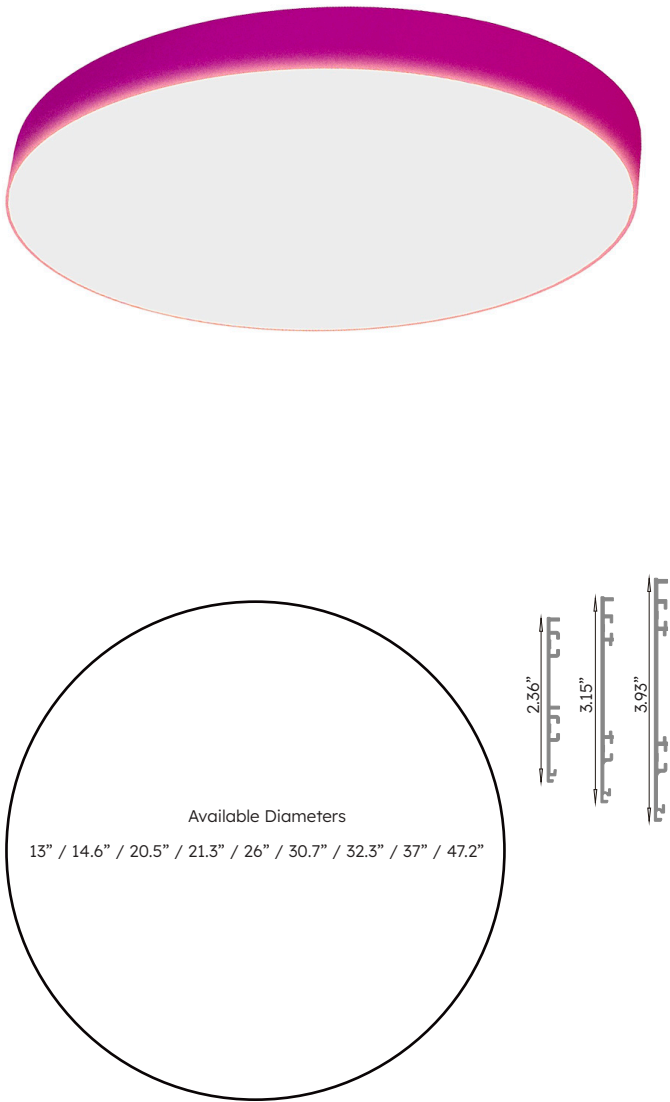 2.36”
3.15”
3.93”
Available Diameters
13” / 14.6” / 20.5” / 21.3” / 26” / 30.7” / 32.3” / 37” / 47.2”